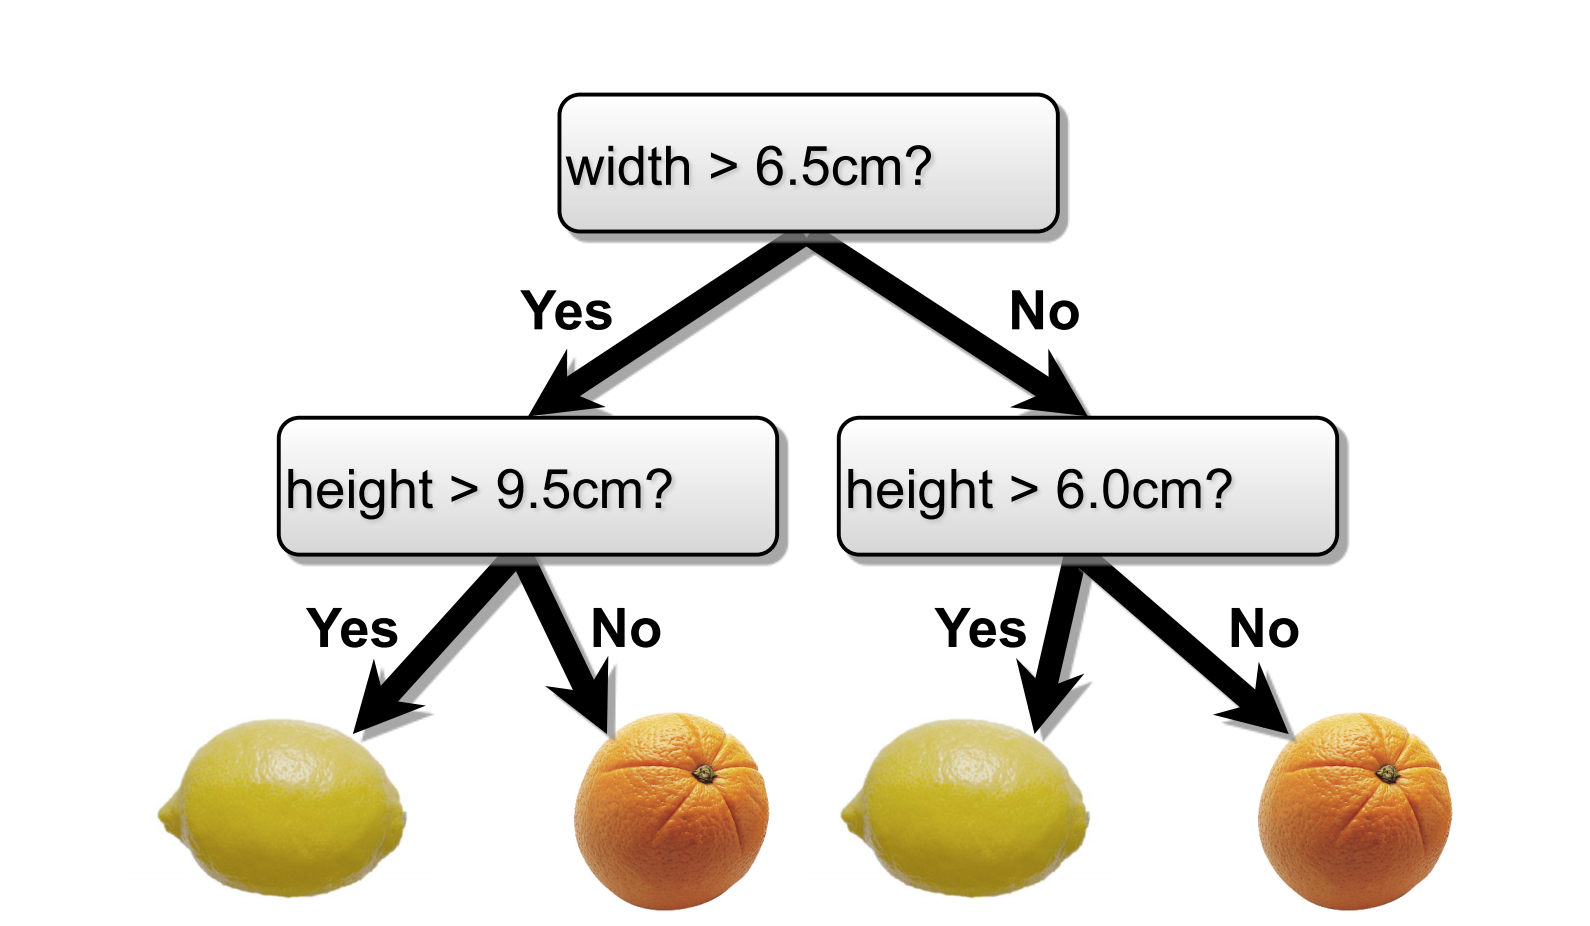 width > 6.5cm?
Yes
No
height > 9.5cm?
height > 6.0cm?
Yes
No
Yes
No